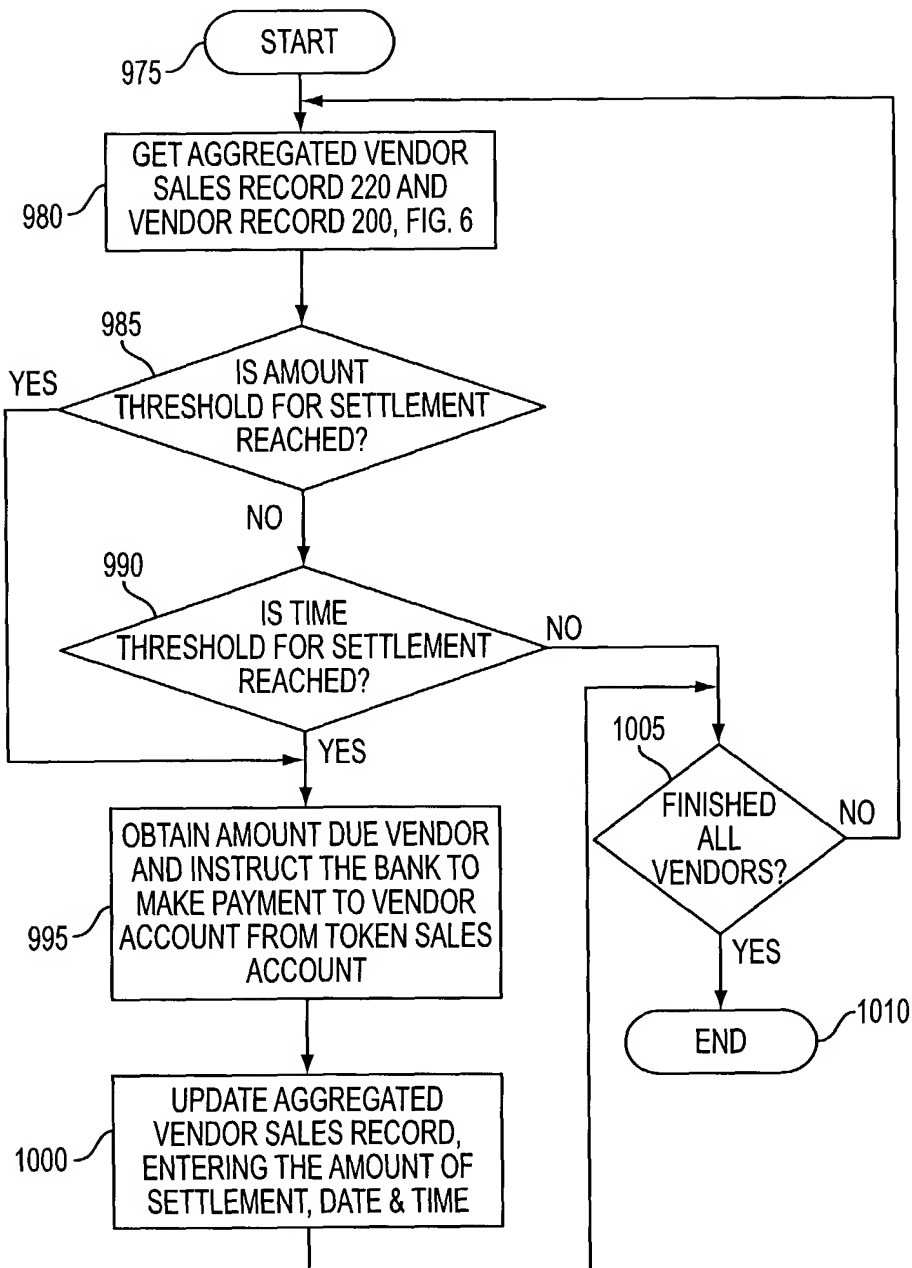 START
975
GET AGGREGATED VENDOR
SALES RECORD 220 AND
VENDOR RECORD 200, FIG. 6
980
985
YES
IS AMOUNT
THRESHOLD FOR SETTLEMENT
REACHED?
NO
990
IS TIME
THRESHOLD FOR SETTLEMENT
REACHED?
NO
YES
1005
FINISHED
ALL
VENDORS?
NO
YES
OBTAIN AMOUNT DUE VENDOR
AND INSTRUCT THE BANK TO
MAKE PAYMENT TO VENDOR
ACCOUNT FROM TOKEN SALES
ACCOUNT
995
END
1010
UPDATE AGGREGATED
VENDOR SALES RECORD,
ENTERING THE AMOUNT OF
SETTLEMENT, DATE & TIME
1000